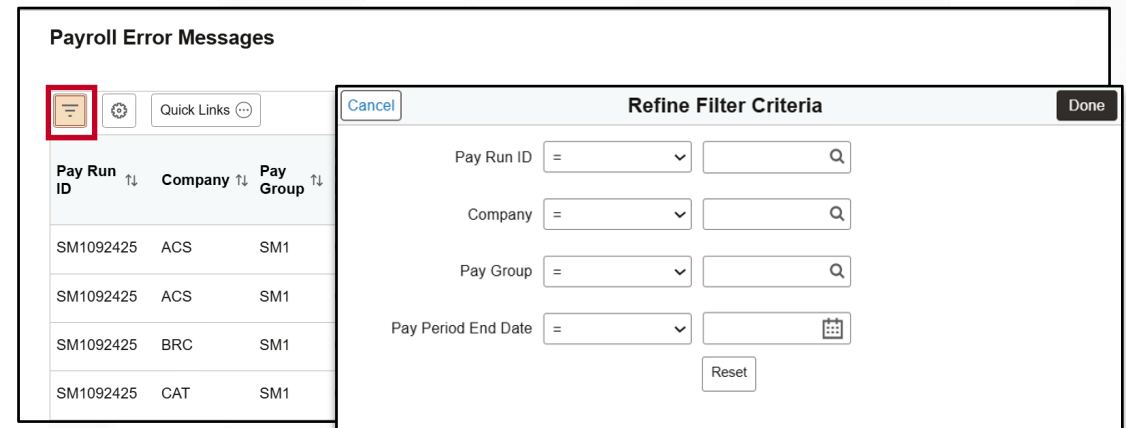 Payroll Error Messages
Quick Links
Pay Run ID
Company
Pay Group
SM1092425 ACS SM1
SM1092425 ACS SM1
SM1092425 BRC SM1
SM1092425 CAT SM1
Cancel
Refine Filter Criteria
Done
Pay Run ID =
Company =
Pay Group =
Pay Period End Date =
Reset